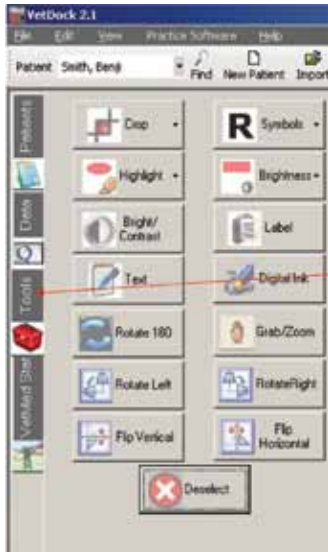 VetDock 2.1
File Edit View Practice Software Help
Patient Smith, Benji Find New Patient Import
Patients
Data
Tools
VetMed Stat
Crop R Symbols
Highlight Brightness
Bright/ Contrast Label
Text Digital Ink
Rotate 180 Grab/Zoom
Rotate Left RotateRight
Flip Vertical Flip Horizontal
Deselect